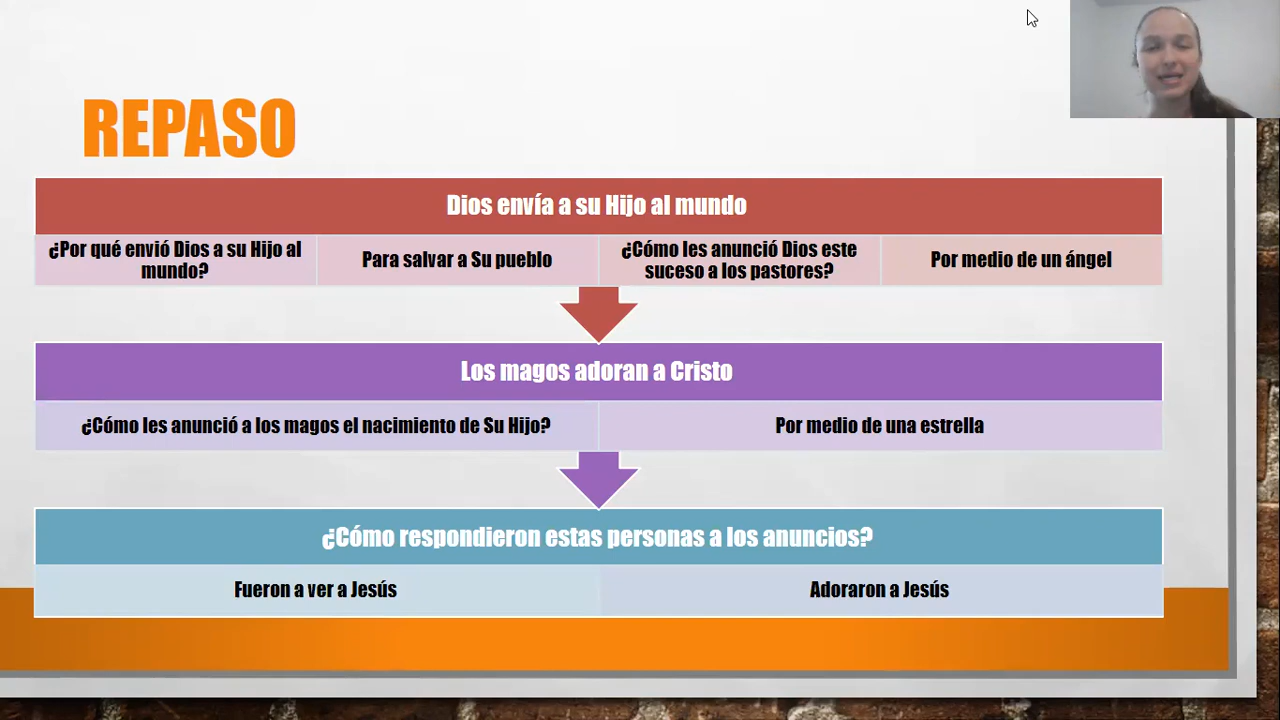 REPASO
Dios envía a su Hijo al mundo
¿Por qué envió Dios a su Hijo al
mundo?
Para salvar a Su pueblo
¿Cómo les anunció Dios este
suceso a los pastores?
Por medio de un ángel
Los magos adoran a Cristo
¿Cómo les anunció a los magos el nacimiento de Su Hijo?
Por medio de una estrella
¿Cómo respondieron estas personas a los anuncios?
Fueron a ver a Jesús
Adoraron a Jesús